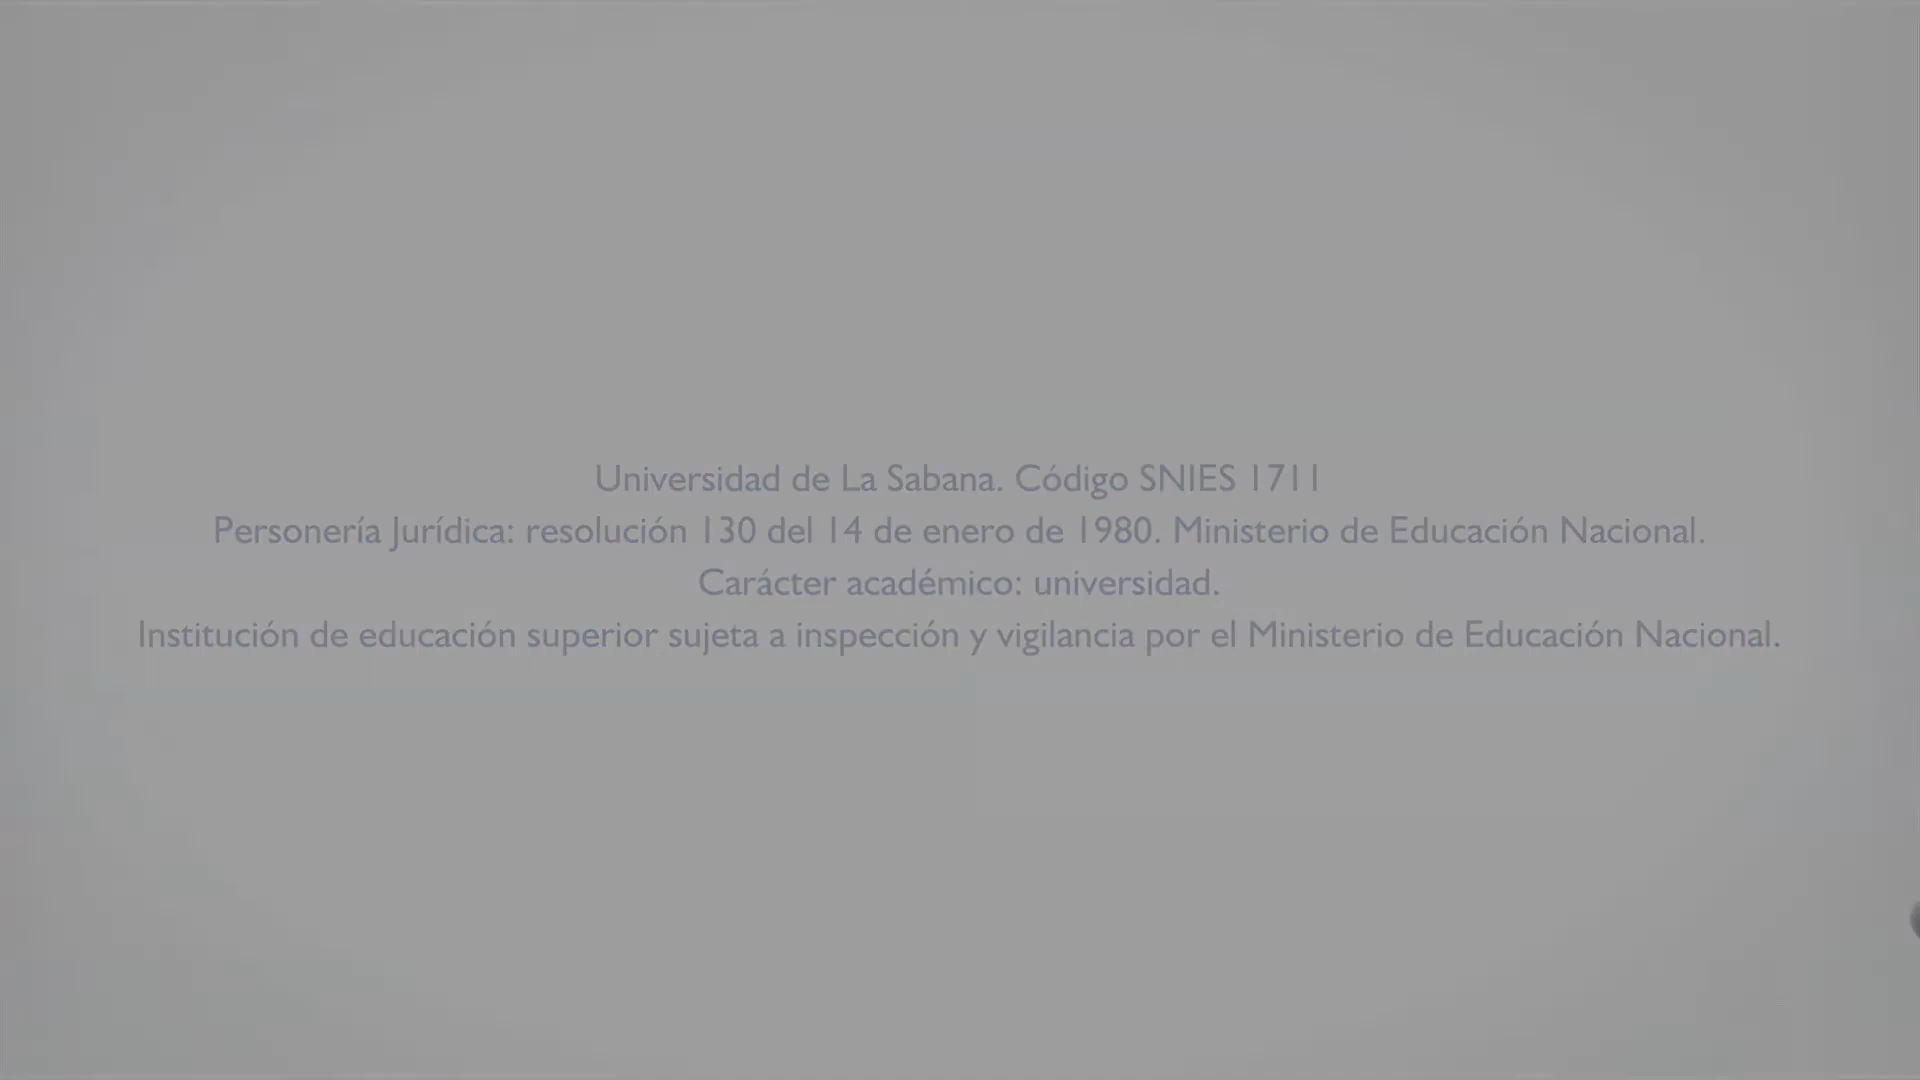 Universidad de La Sabana. Código SNIES 1711
Personería Jurídica: resolución 130 del 14 de enero de 1980. Ministerio de Educación Nacional.
Carácter académico: universidad.
Institución de educación superior sujeta a inspección y vigilancia por el Ministerio de Educación Nacional.